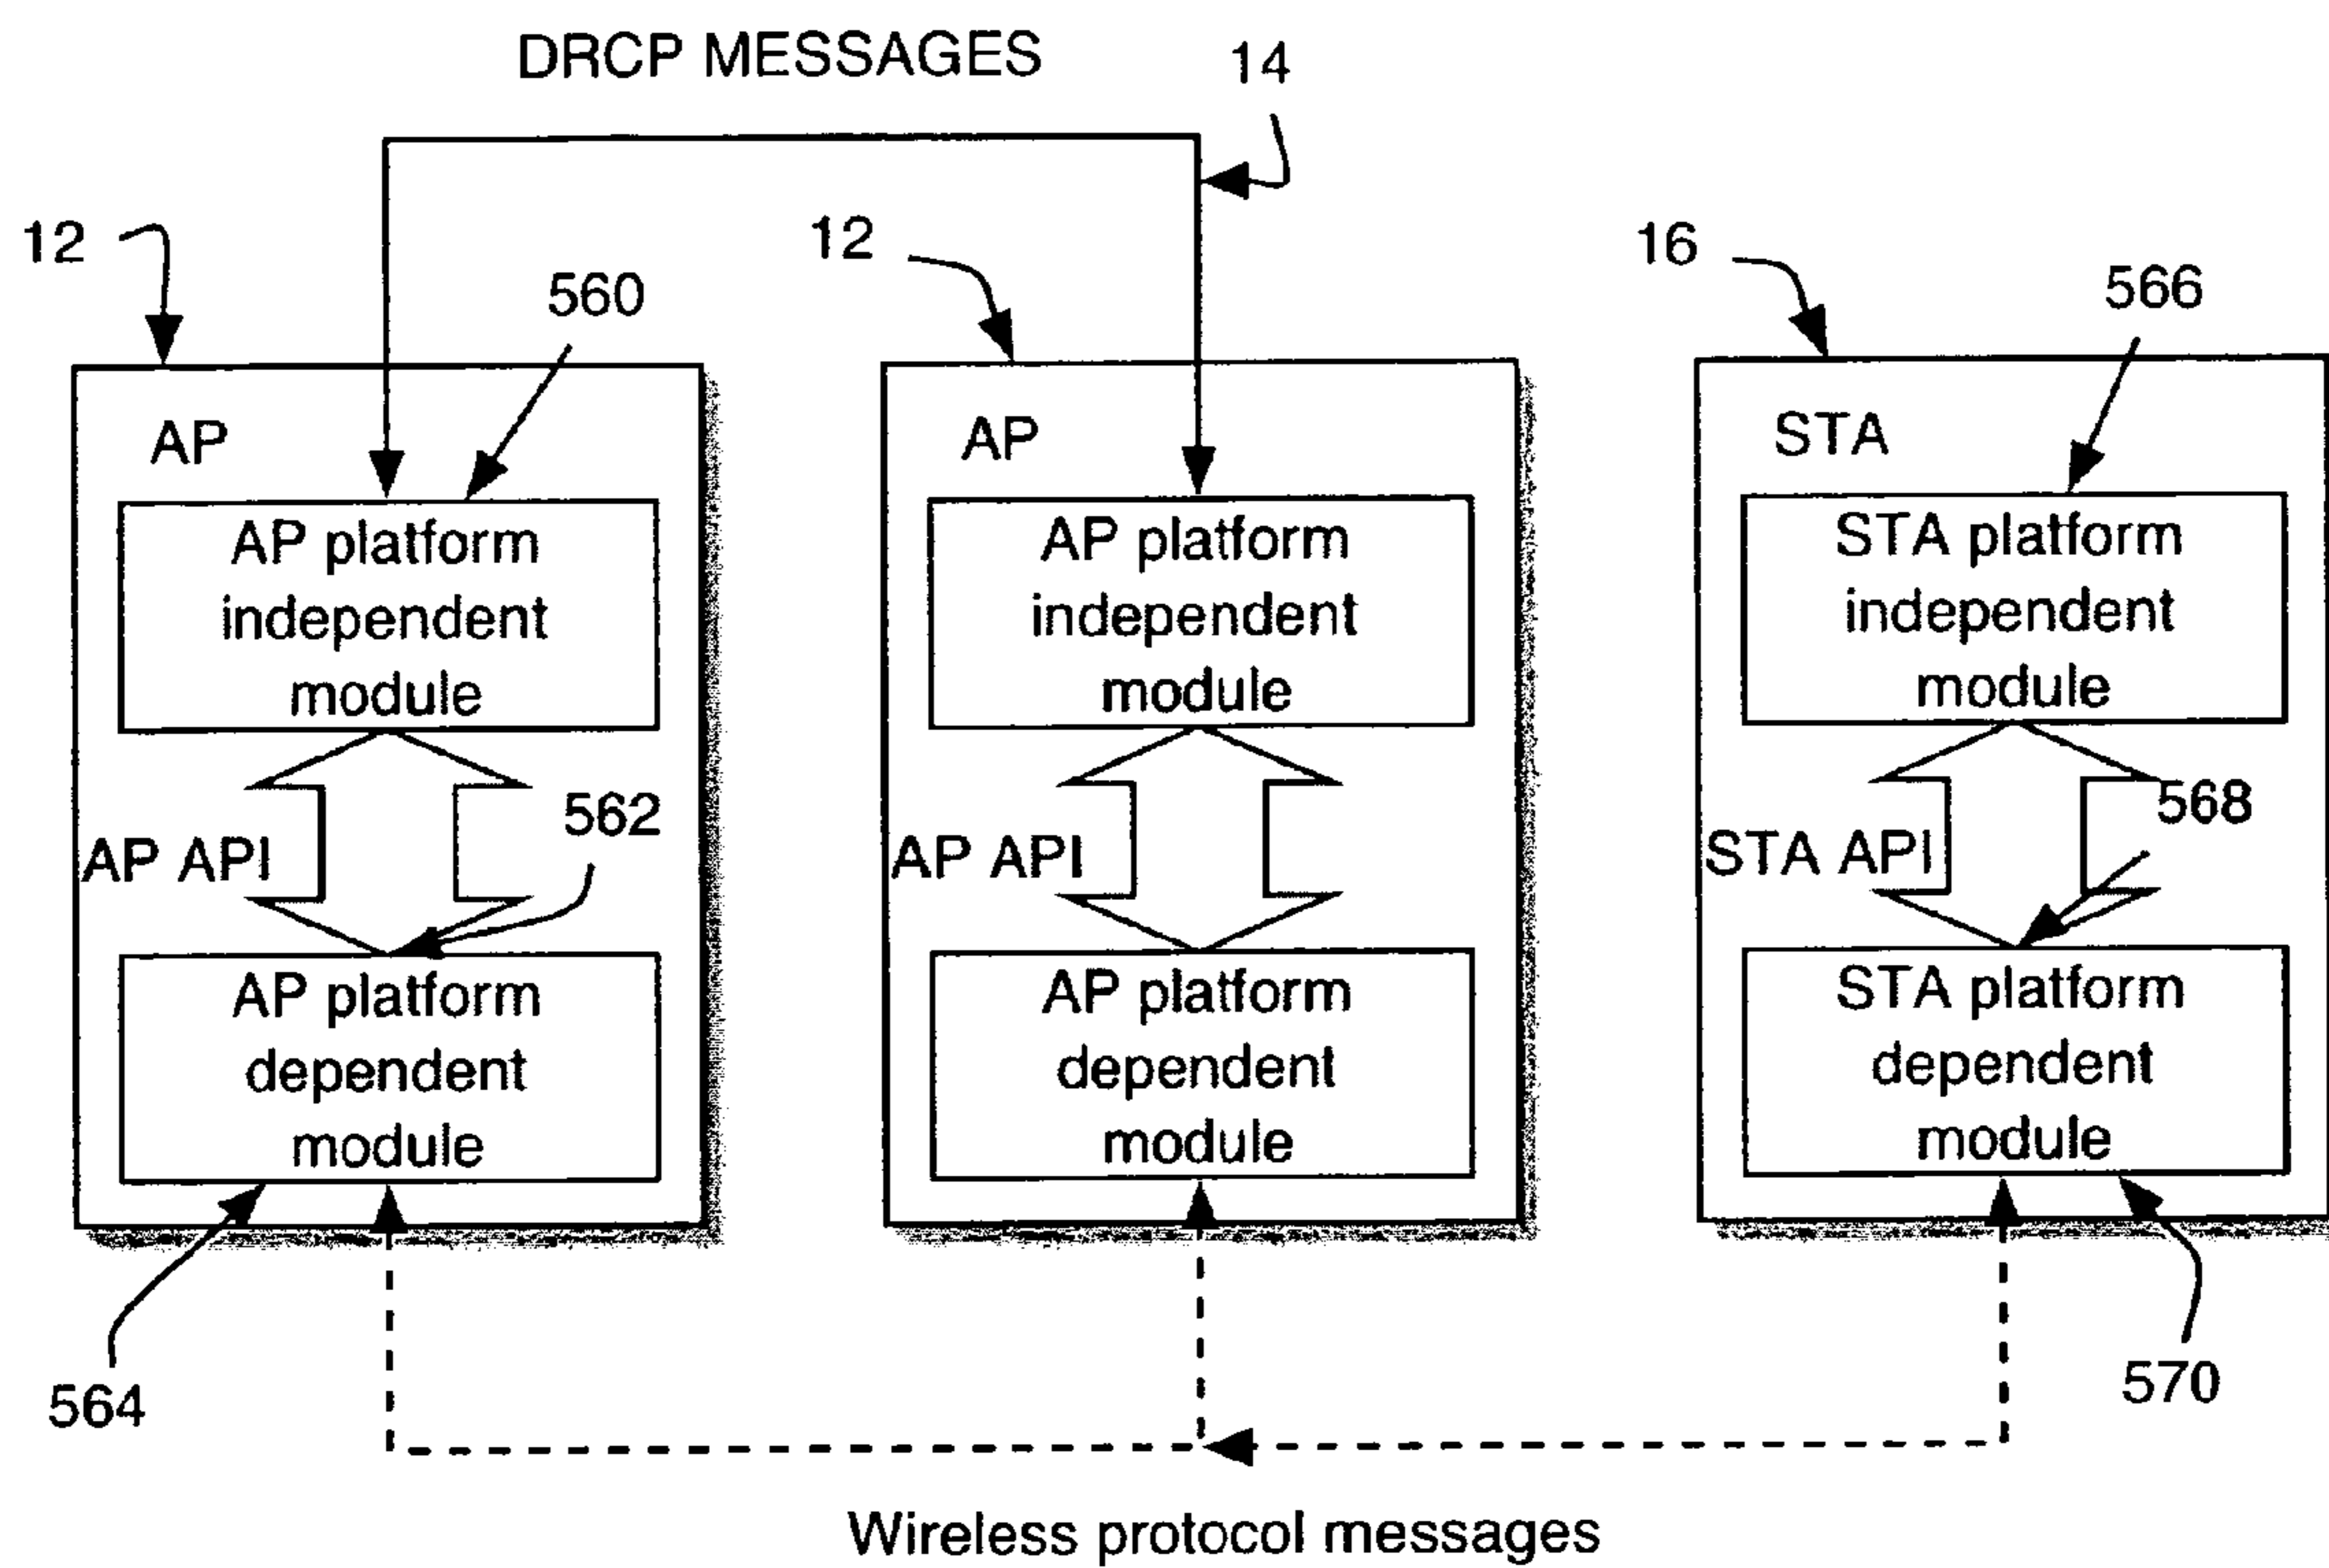 DRCP MESSAGES
14
12
12
16
560
566
AP
AP
STA
AP platform
independent
module
AP platform
independent
module
STA platform
independent
module
562
568
AP API
AP API
STA API
AP platform
dependent
module
AP platform
dependent
module
STA platform
dependent
module
564
570
Wireless protocol messages